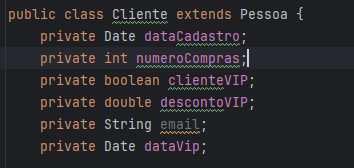 public class Cliente extends Pessoa {
private Date dataCadastro;
private int numeroCompras;
private boolean clienteVIP;
private double descontoVIP;
private String email;
private Date dataVip;